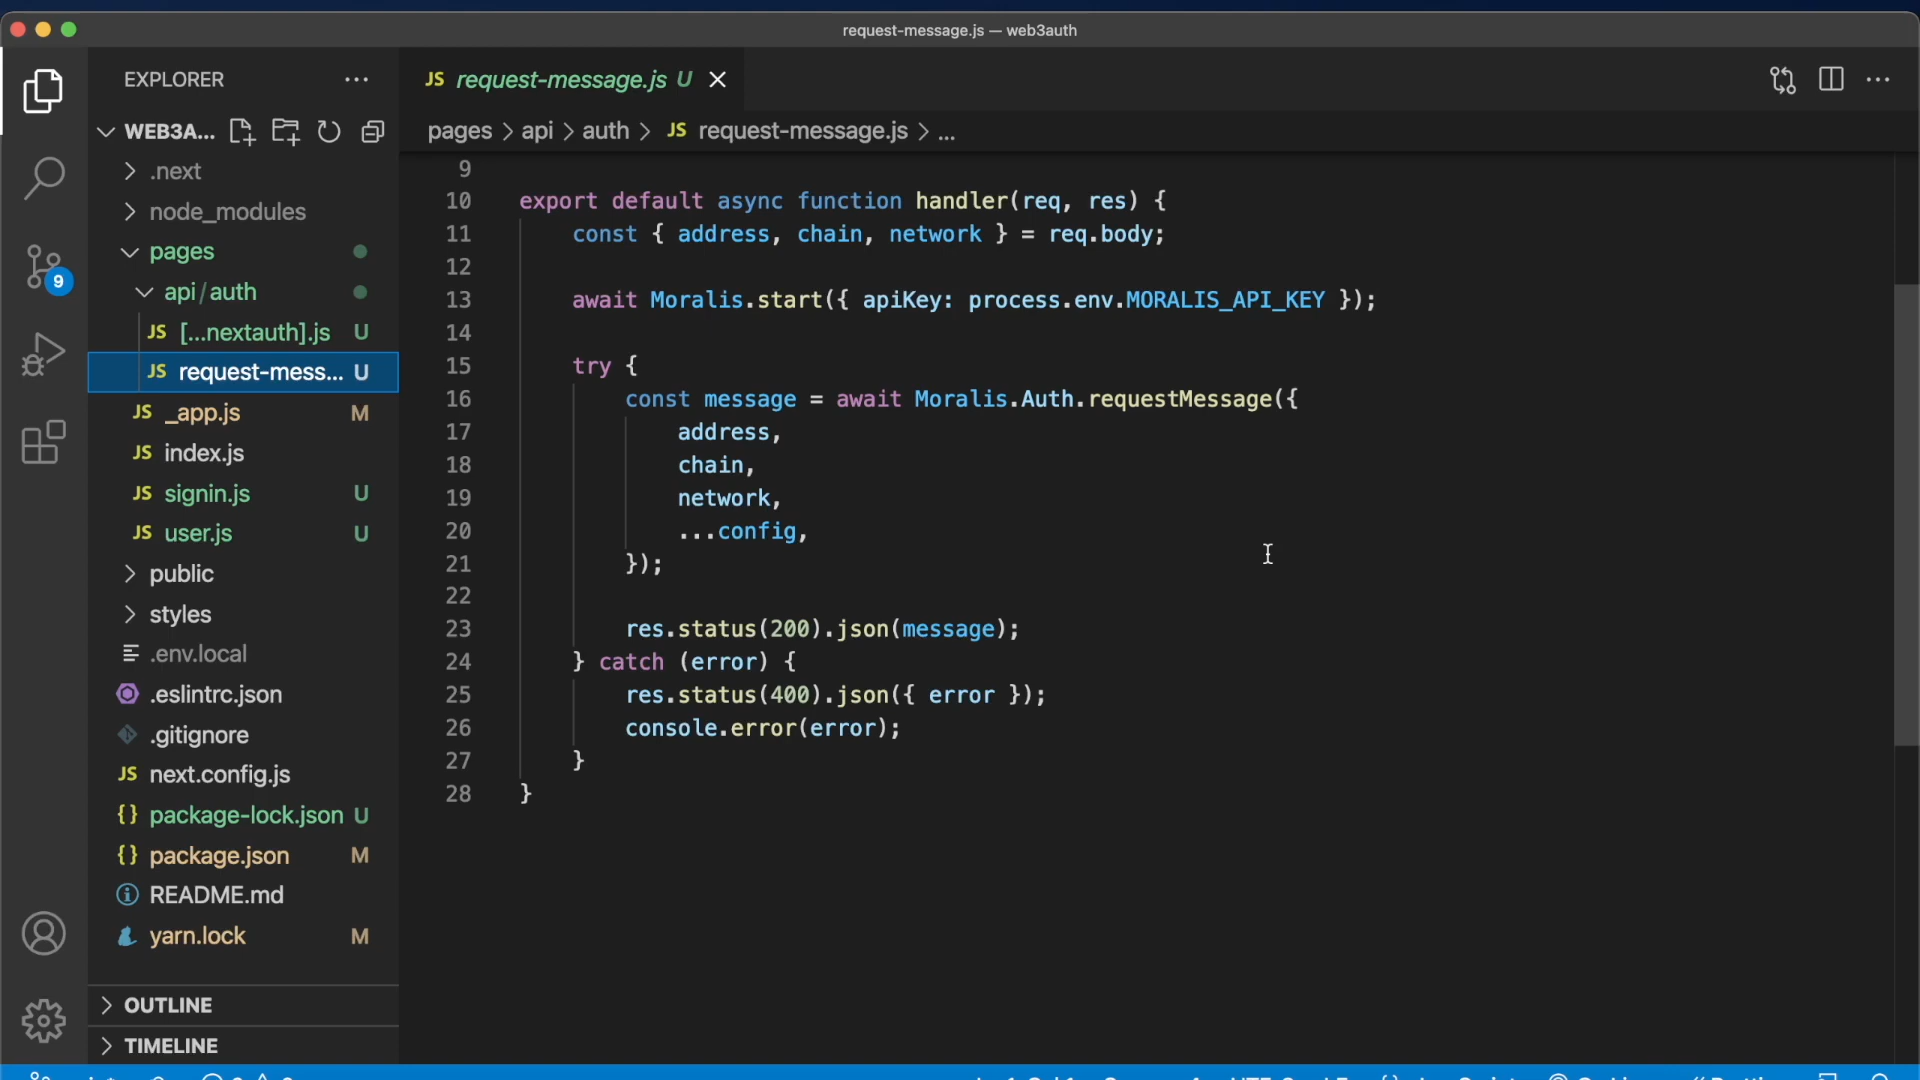 request-message.js — web3auth
EXPLORER
JS request-message.js U
WEB3A...
pages > api > auth > JS request-message.js > ...
.next
node_modules
pages
api/auth
JS [...nextauth].js U
JS request-mess... U
JS _app.js M
JS index.js
JS signin.js U
JS user.js U
public
styles
.env.local
.eslintrc.json
.gitignore
JS next.config.js
{} package-lock.json U
{} package.json M
README.md
yarn.lock M
OUTLINE
TIMELINE
9
9
10 export default async function handler(req, res) {
11 const { address, chain, network } = req.body;
12
13 await Moralis.start({ apiKey: process.env.MORALIS_API_KEY });
14
15 try {
16 const message = await Moralis.Auth.requestMessage({
17 address,
18 chain,
19 network,
20 ...config,
21 });
22
23 res.status(200).json(message);
24 } catch (error) {
25 res.status(400).json({ error });
26 console.error(error);
27 }
28 }